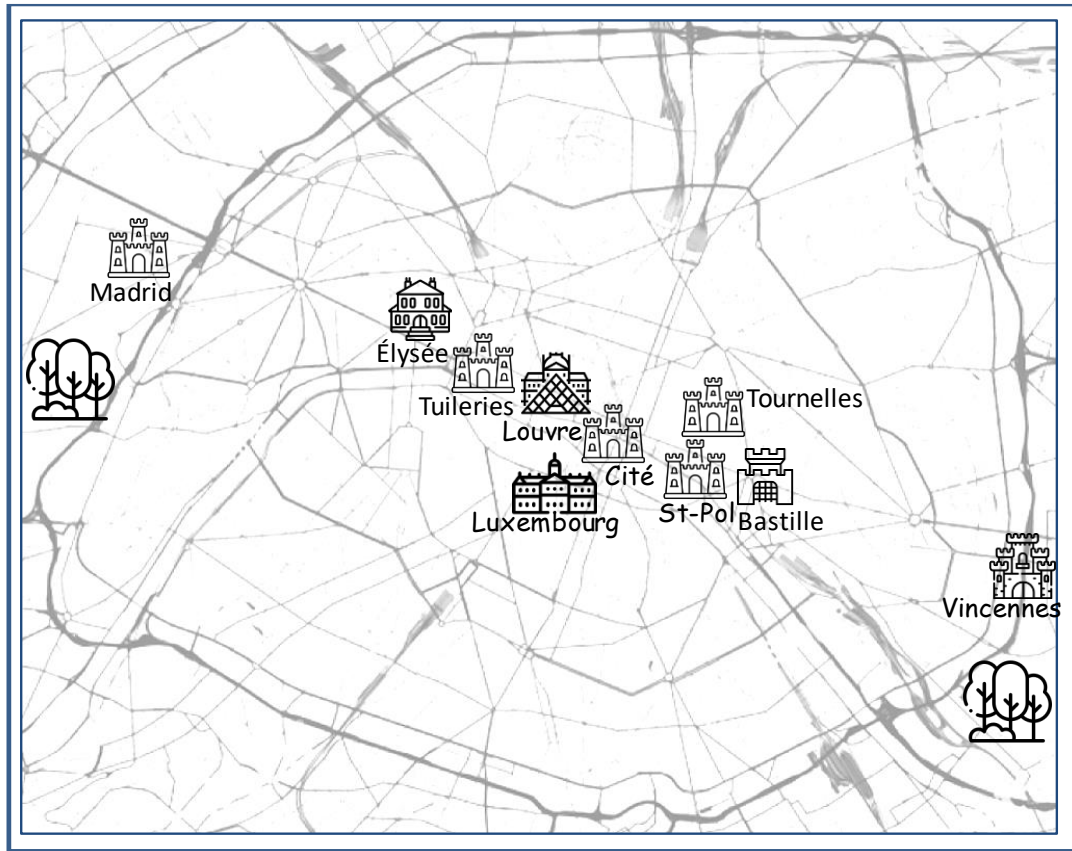 Madrid
Élysée
Tuileries
Louvre
Tournelles
Cité
St-Pol
Bastille
Luxembourg
Vincennes